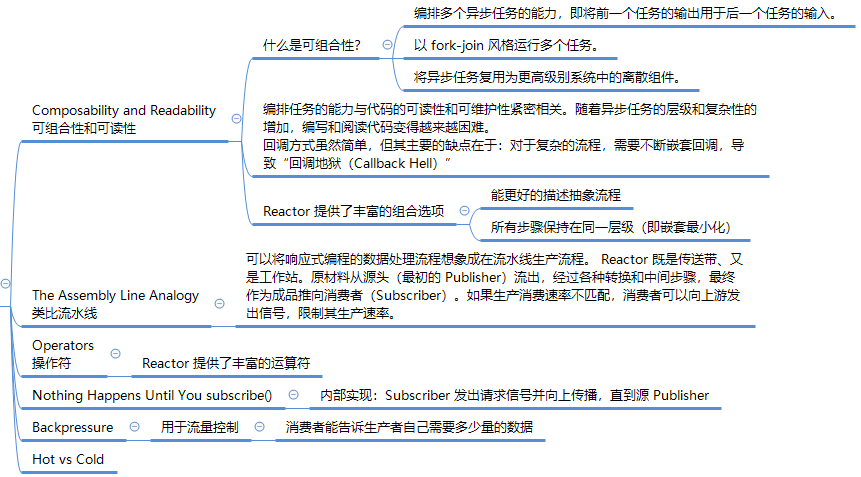 Composability and Readability
可组合性和可读性
什么是可组合性？
编排多个异步任务的能力，即将前一个任务的输出用于后一个任务的输入。
以 fork-join 风格运行多个任务。
将异步任务复用为更高级别系统中的离散组件。
编排任务的能力与代码的可读性和可维护性紧密相关。随着异步任务的层级和复杂性的
增加，编写和阅读代码变得越来越困难。
回调方式虽然简单，但其主要的缺点在于：对于复杂的流程，需要不断嵌套回调，导
致“回调地狱（Callback Hell）”
Reactor 提供了丰富的组合选项
能更好的描述抽象流程
所有步骤保持在同一层级（即嵌套最小化）
The Assembly Line Analogy
类比流水线
可以将响应式编程的数据处理流程想象成在流水线生产流程。 Reactor 既是传送带、又
是工作站。原材料从源头（最初的 Publisher）流出，经过各种转换和中间步骤，最终
作为成品推向消费者（Subscriber）。如果生产消费速率不匹配，消费者可以向上游发
出信号，限制其生产速率。
Operators
操作符
Reactor 提供了丰富的运算符
Nothing Happens Until You subscribe()
内部实现：Subscriber 发出请求信号并向上传播，直到源 Publisher
Backpressure
用于流量控制
消费者能告诉生产者自己需要多少量的数据
Hot vs Cold